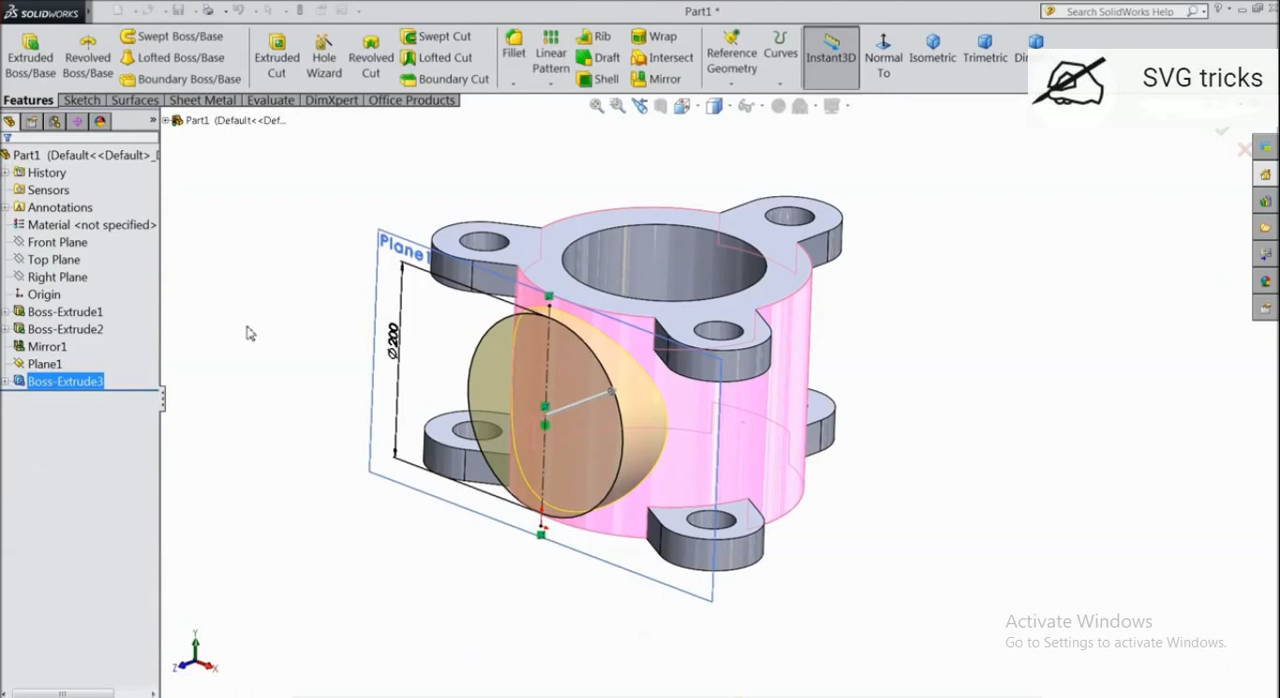 SOLIDWORKS
Part1 *
Search SolidWorks Help
Extruded Boss/Base
Revolved Boss/Base
Swept Boss/Base
Lofted Boss/Base
Boundary Boss/Base
Extruded Cut
Hole Wizard
Revolved Cut
Swept Cut
Lofted Cut
Boundary Cut
Fillet
Linear Pattern
Rib
Draft
Shell
Wrap
Intersect
Mirror
Reference Geometry
Curves
Instant3D
Normal To
Isometric
Trimetric
SVG tricks
Features
Sketch
Surfaces
Sheet Metal
Evaluate
DimXpert
Office Products
Part1 (Default<<Def...
Part1 (Default<<Default>_
History
Sensors
Annotations
Material <not specified>
Front Plane
Top Plane
Right Plane
Origin
Boss-Extrude1
Boss-Extrude2
Mirror1
Plane1
Boss-Extrude3
Plane1
⌀200
Y
Z
X
Activate Windows
Go to Settings to activate Windows.